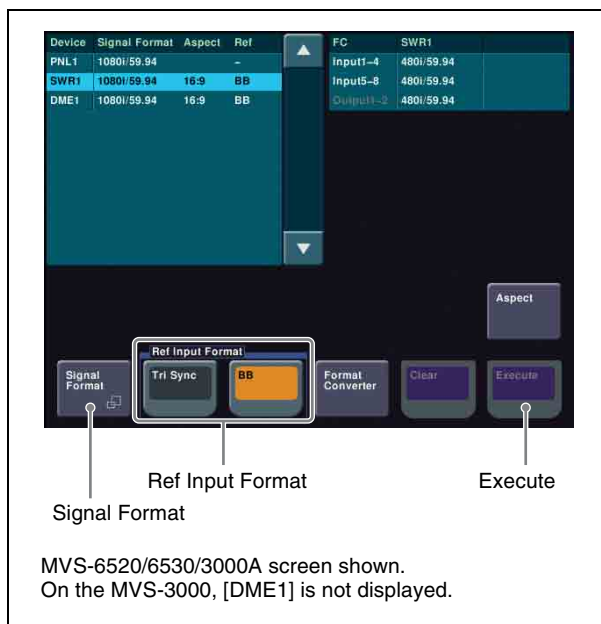 Device Signal Format Aspect Ref
PNL1 1080i/59.94 –
SWR1 1080i/59.94 16:9 BB
DME1 1080i/59.94 16:9 BB
FC SWR1
Input1–4 480i/59.94
Input5–8 480i/59.94
Output1–2 480i/59.94
Aspect
Ref Input Format
Signal Format
Tri Sync
BB
Format Converter
Clear
Execute
Ref Input Format
Execute
Signal Format
MVS-6520/6530/3000A screen shown.
On the MVS-3000, [DME1] is not displayed.